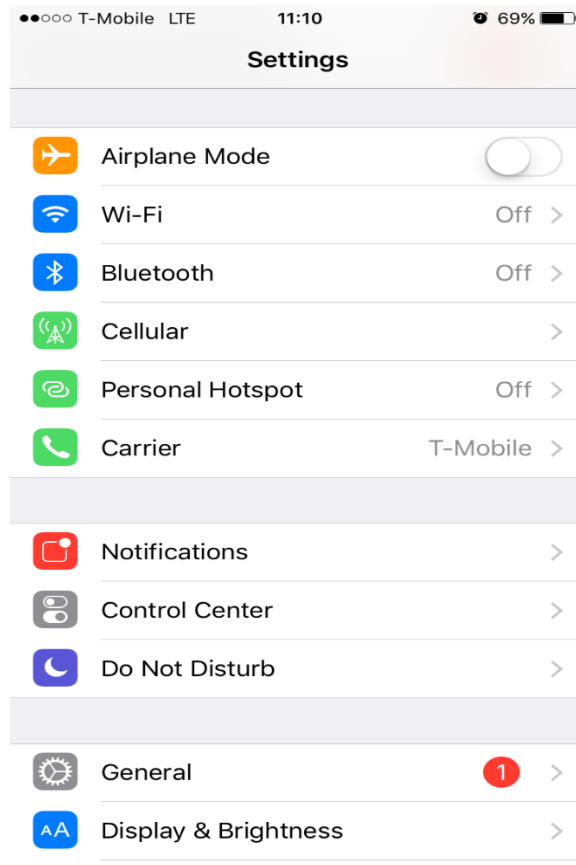 T-Mobile LTE 11:10 69%
Settings
Airplane Mode
Wi-Fi Off
Bluetooth Off
Cellular
Personal Hotspot Off
Carrier T-Mobile
Notifications
Control Center
Do Not Disturb
General 1
AA Display & Brightness